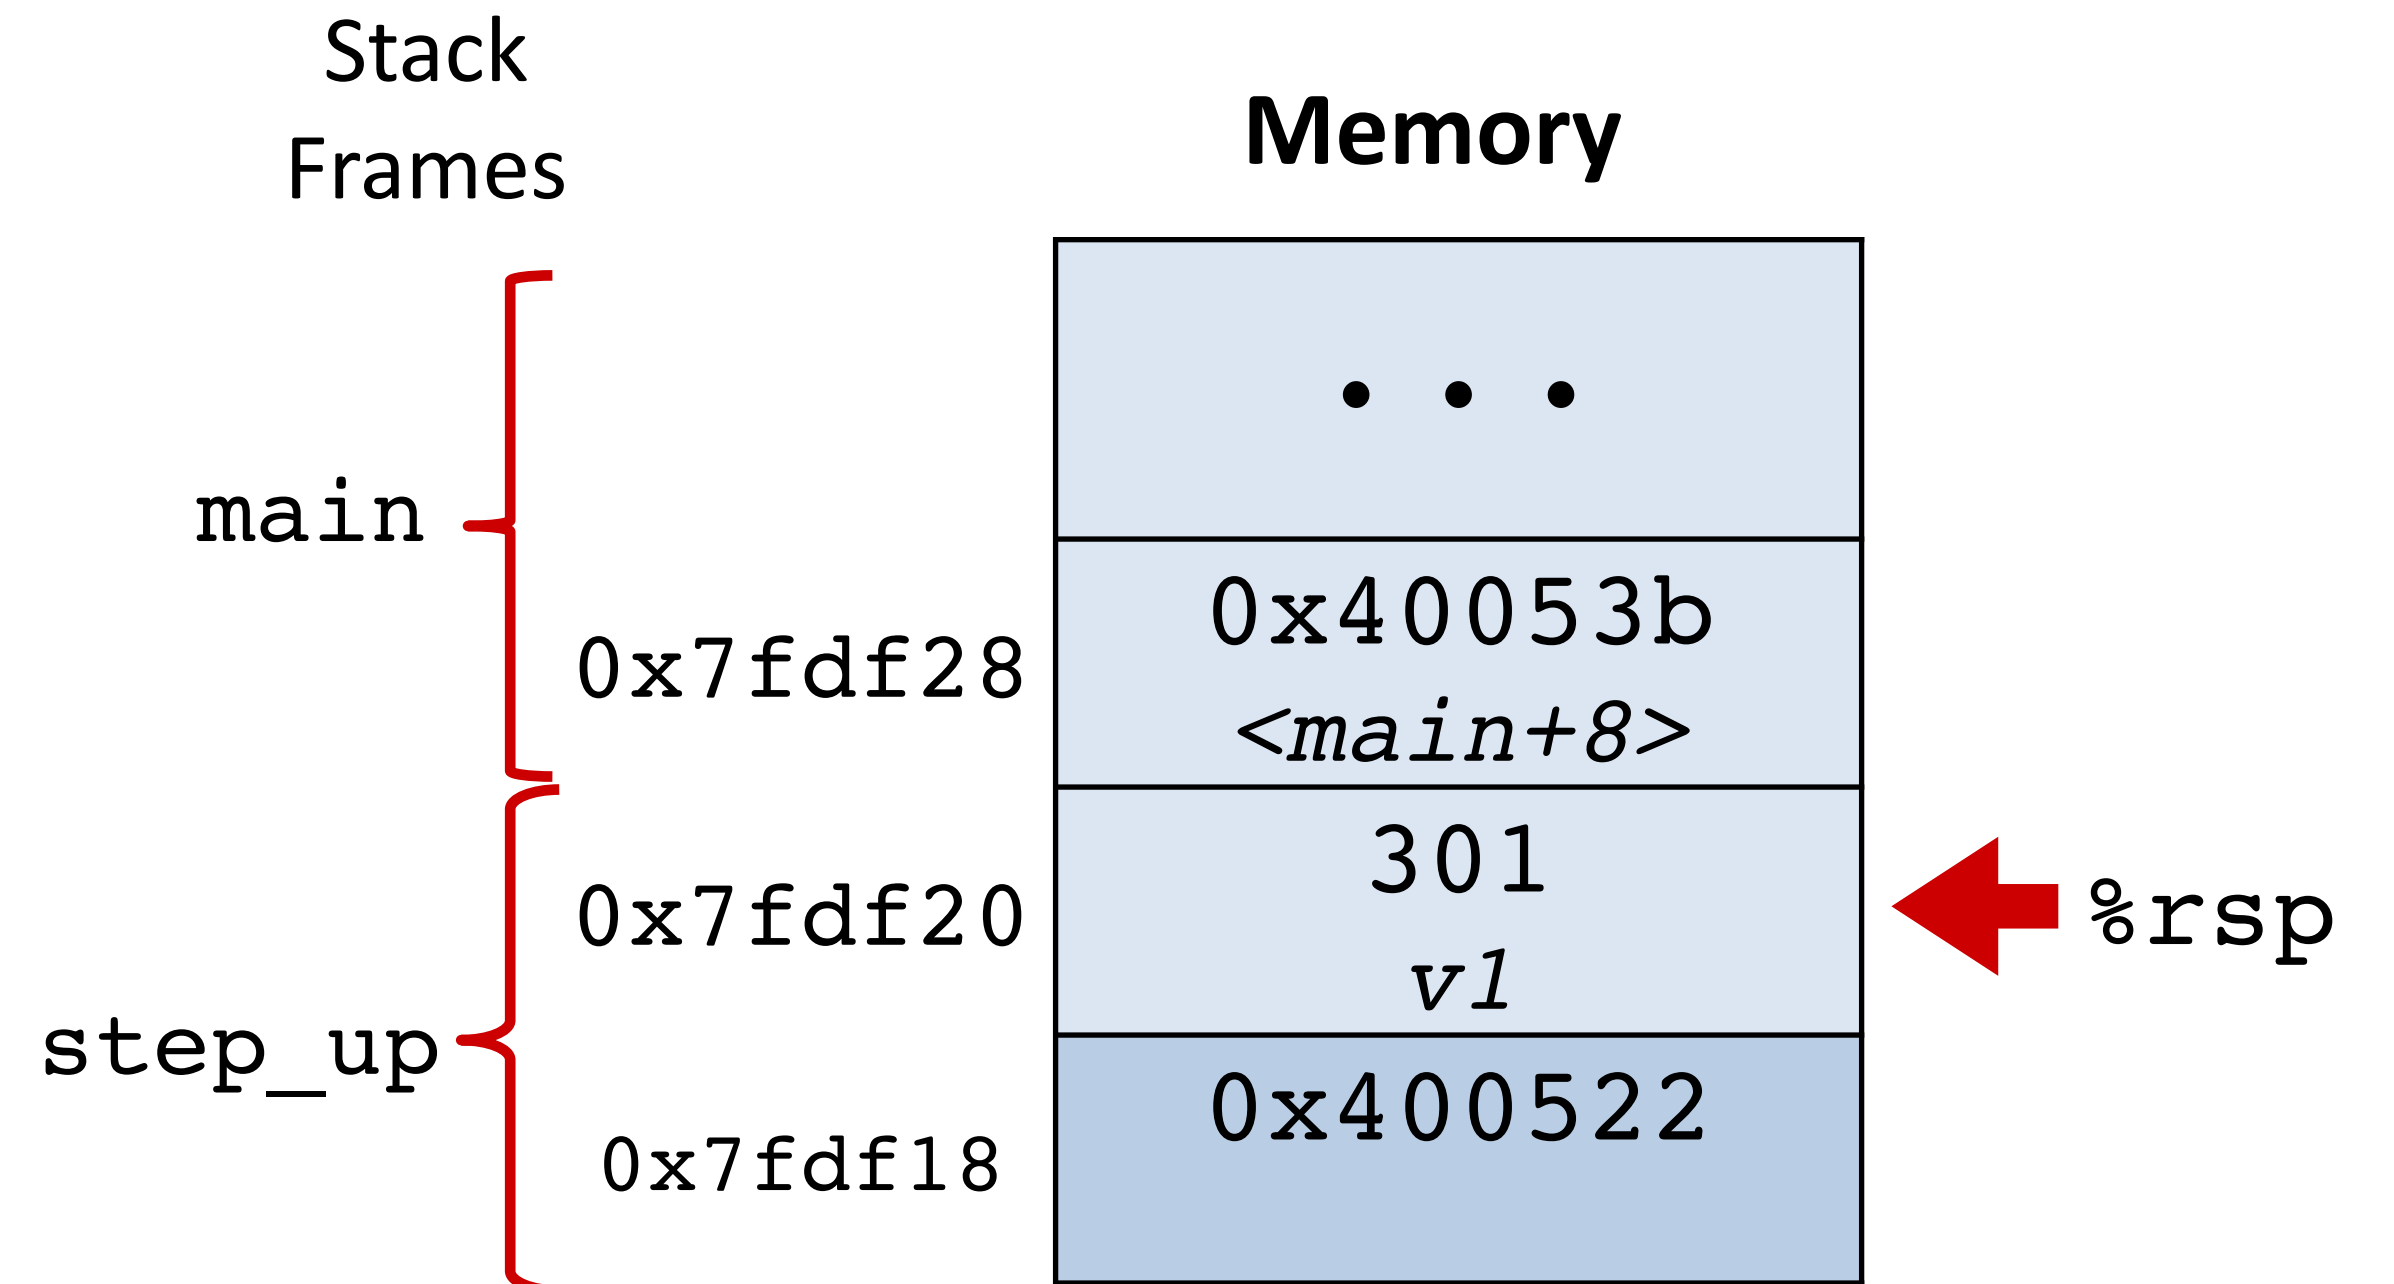 Stack
Frames
Memory
• • •
main
0x40053b
0x7fdf28
<main+8>
301
0x7fdf20
%rsp
v1
step_up
0x400522
0x7fdf18